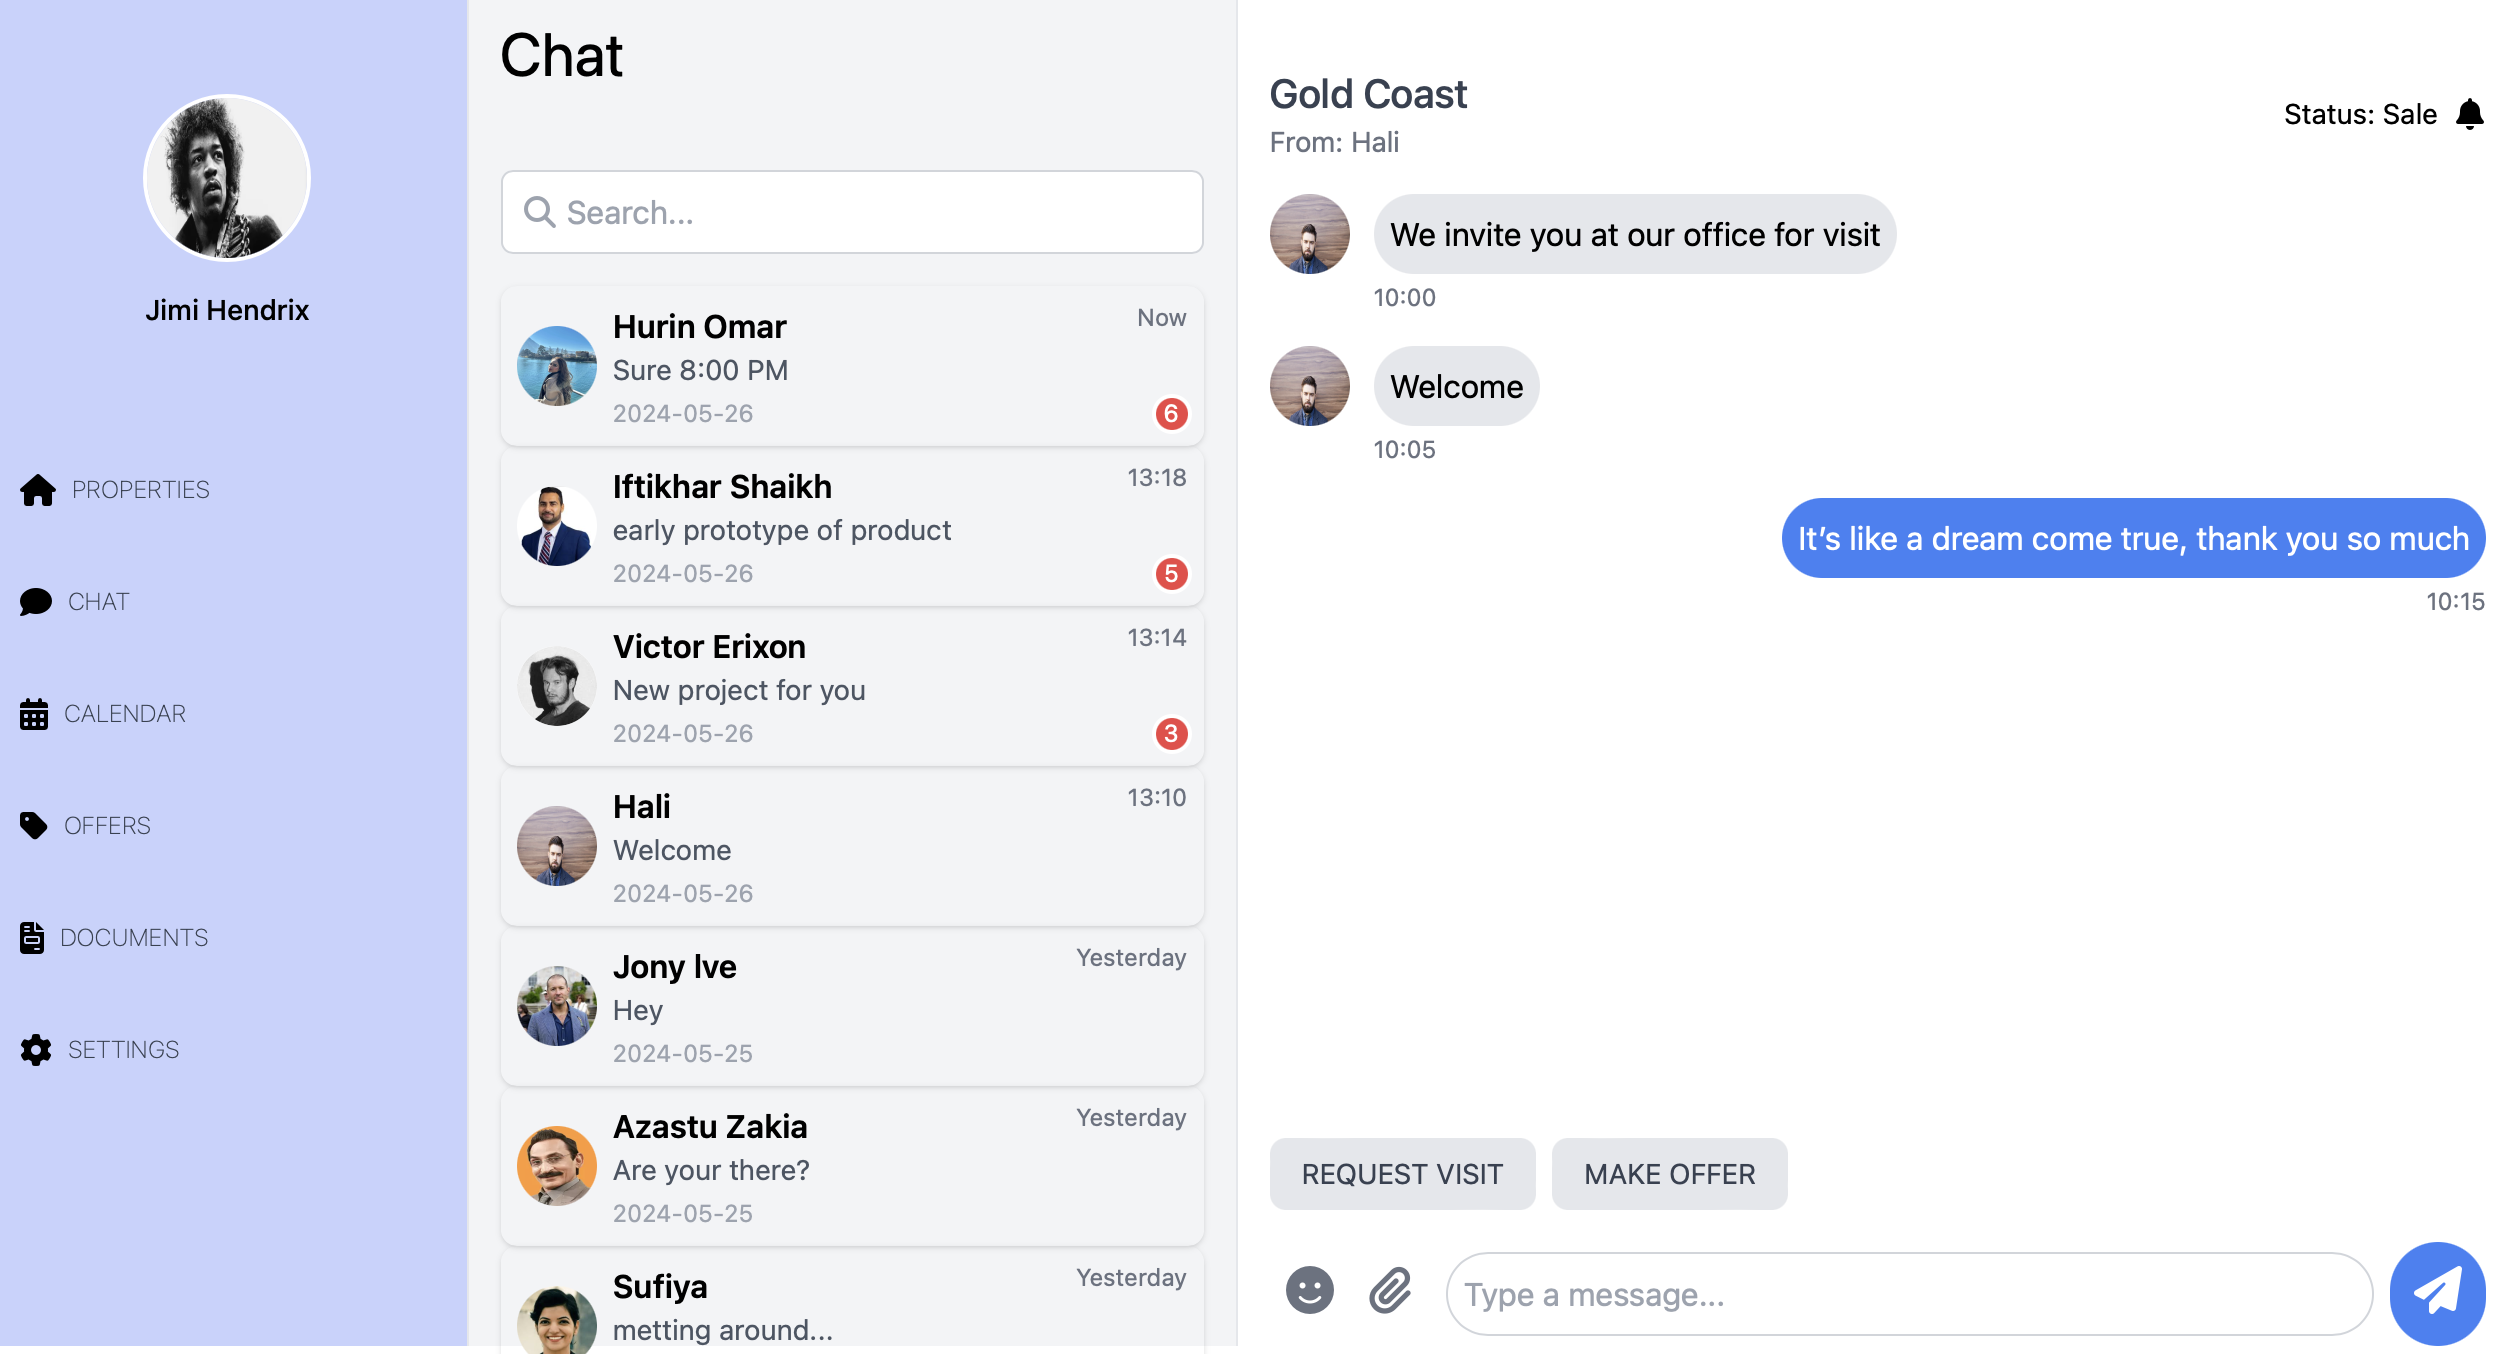 Jimi Hendrix
PROPERTIES
CHAT
CALENDAR
OFFERS
DOCUMENTS
SETTINGS
Chat
Search...
Hurin Omar
Now
Sure 8:00 PM
2024-05-26
6
Iftikhar Shaikh
13:18
early prototype of product
2024-05-26
5
Victor Erixon
13:14
New project for you
2024-05-26
3
Hali
13:10
Welcome
2024-05-26
Jony Ive
Yesterday
Hey
2024-05-25
Azastu Zakia
Yesterday
Are your there?
2024-05-25
Sufiya
Yesterday
metting around...
Gold Coast
From: Hali
Status: Sale
We invite you at our office for visit
10:00
Welcome
10:05
It’s like a dream come true, thank you so much
10:15
REQUEST VISIT
MAKE OFFER
Type a message...